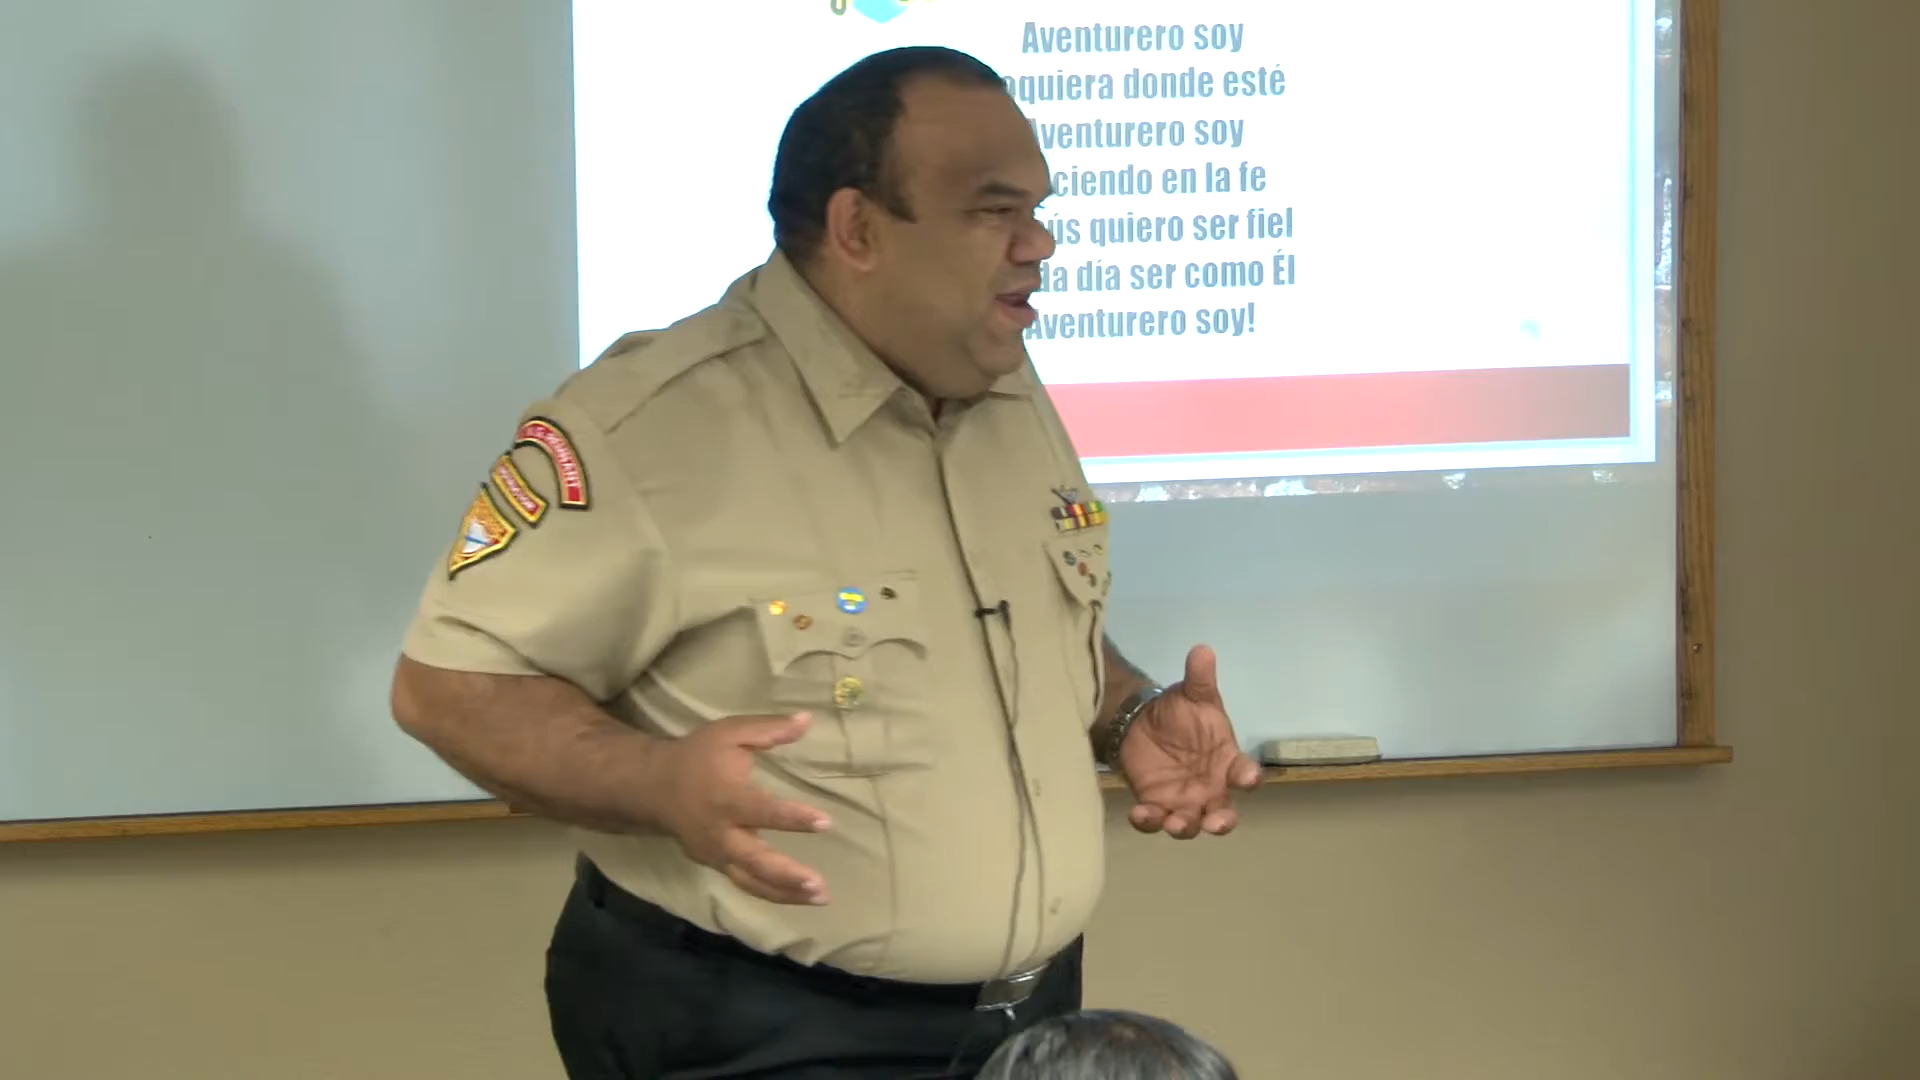 Aventurero soy
quiera donde esté
Aventurero soy
ciendo en la fe
ús quiero ser fiel
da día ser como Él
Aventurero soy!